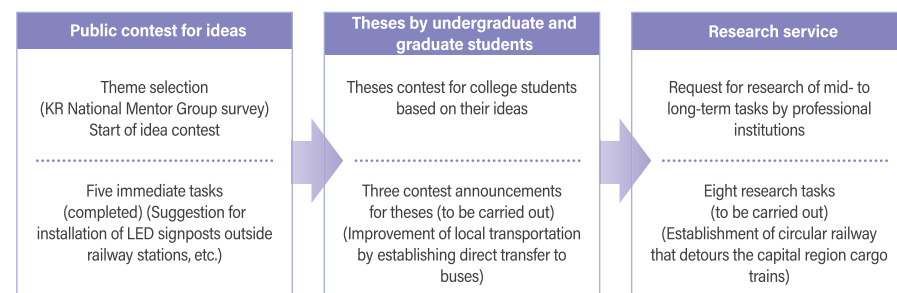 Public contest for ideas
Theme selection
(KR National Mentor Group survey)
Start of idea contest
Five immediate tasks
(completed) (Suggestion for
installation of LED signposts outside
railway stations, etc.)
Theses by undergraduate and
graduate students
Theses contest for college students
based on their ideas
Three contest announcements
for theses (to be carried out)
(Improvement of local transportation
by establishing direct transfer to
buses)
Research service
Request for research of mid- to
long-term tasks by professional
institutions
Eight research tasks
(to be carried out)
(Establishment of circular railway
that detours the capital region cargo
trains)